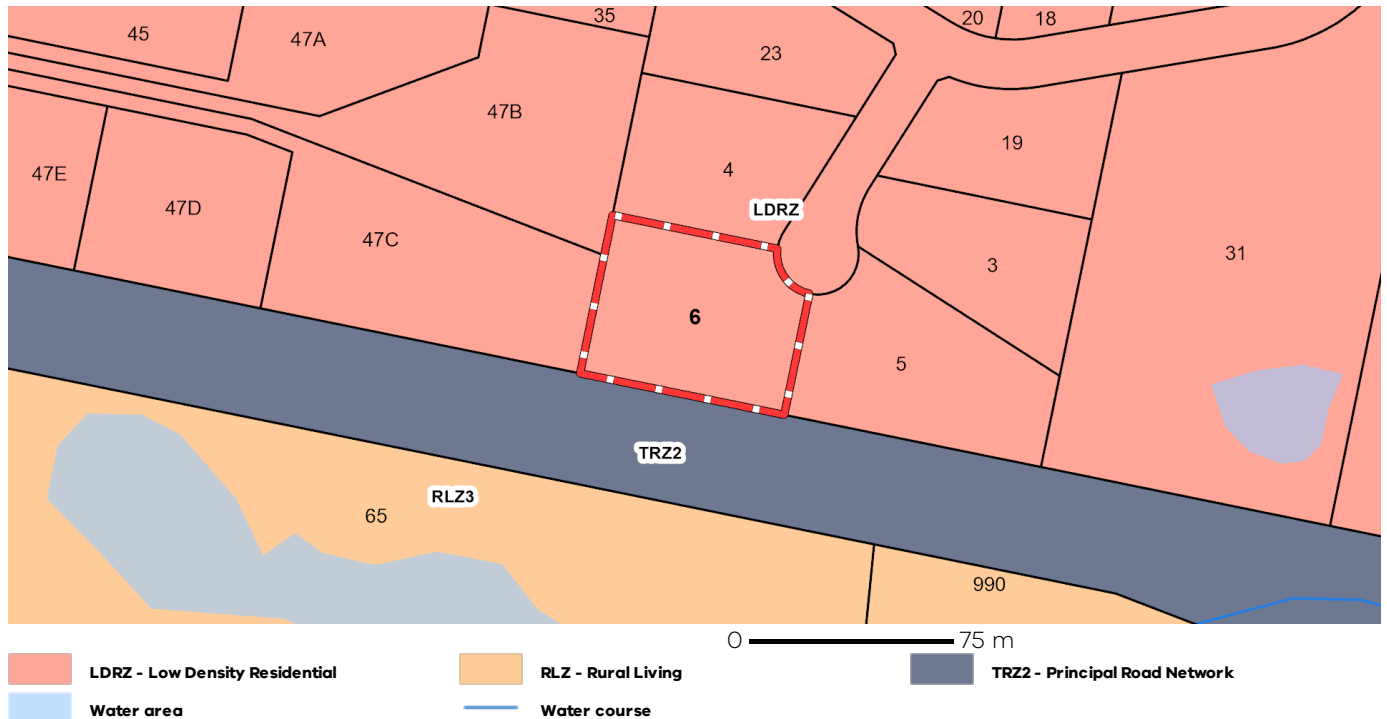 35
20
18
45
47A
23
47B
19
4
47E
47D
LDRZ
47C
31
3
6
5
TRZ2
RLZ3
65
990
0 75 m
LDRZ - Low Density Residential
RLZ - Rural Living
TRZ2 - Principal Road Network
Water area
Water course